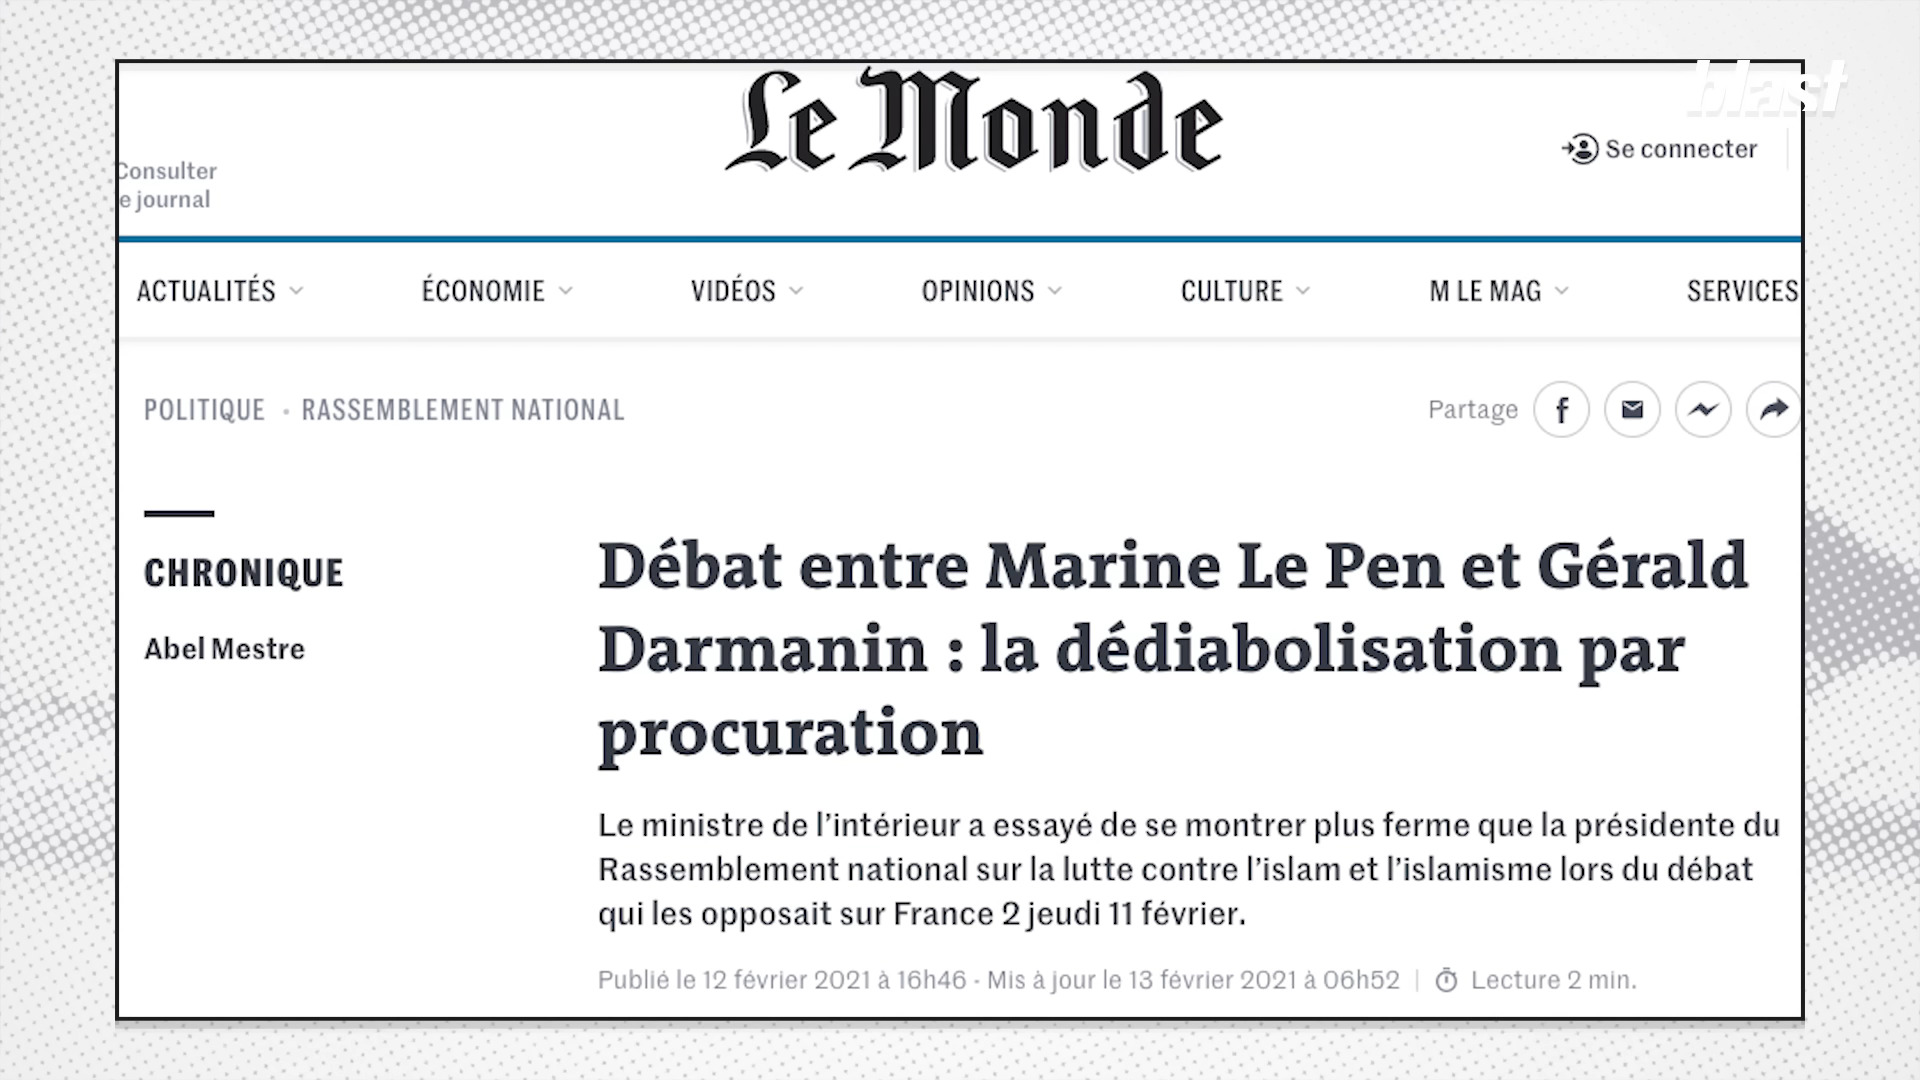 blast
Le Monde
Consulter
e journal
Se connecter
ACTUALITÉS
ÉCONOMIE
VIDÉOS
OPINIONS
CULTURE
M LE MAG
SERVICES
POLITIQUE • RASSEMBLEMENT NATIONAL
Partage
CHRONIQUE
Abel Mestre
Débat entre Marine Le Pen et Gérald
Darmanin : la dédiabolisation par
procuration
Le ministre de l’intérieur a essayé de se montrer plus ferme que la présidente du
Rassemblement national sur la lutte contre l’islam et l’islamisme lors du débat
qui les opposait sur France 2 jeudi 11 février.
Publié le 12 février 2021 à 16h46 - Mis à jour le 13 février 2021 à 06h52 | Lecture 2 min.